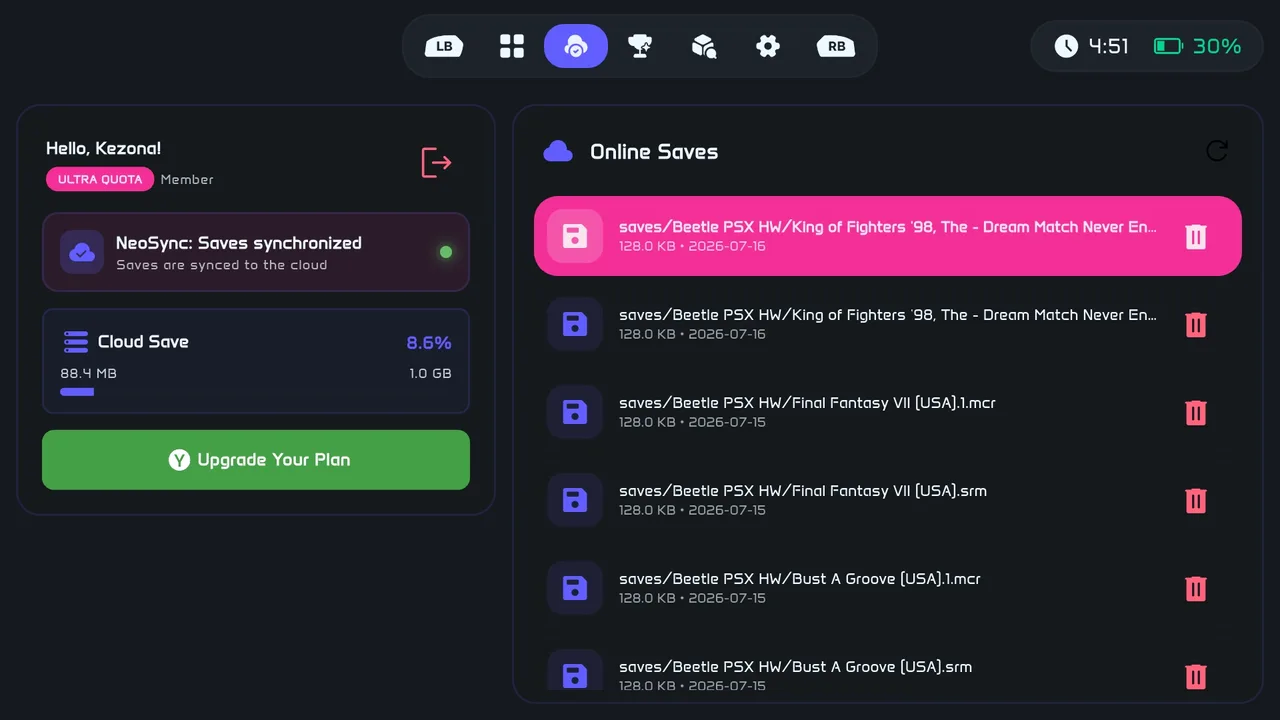 LB
RB
4:51
30%
Hello, Kezona!
ULTRA QUOTA Member
NeoSync: Saves synchronized
Saves are synced to the cloud
Cloud Save 8.6%
88.4 MB 1.0 GB
Y Upgrade Your Plan
Online Saves
saves/Beetle PSX HW/King of Fighters '98, The - Dream Match Never En...
128.0 KB • 2026-07-16
saves/Beetle PSX HW/King of Fighters '98, The - Dream Match Never En...
128.0 KB • 2026-07-16
saves/Beetle PSX HW/Final Fantasy VII (USA).1.mcr
128.0 KB • 2026-07-15
saves/Beetle PSX HW/Final Fantasy VII (USA).srm
128.0 KB • 2026-07-15
saves/Beetle PSX HW/Bust A Groove (USA).1.mcr
128.0 KB • 2026-07-15
saves/Beetle PSX HW/Bust A Groove (USA).srm
128.0 KB • 2026-07-15